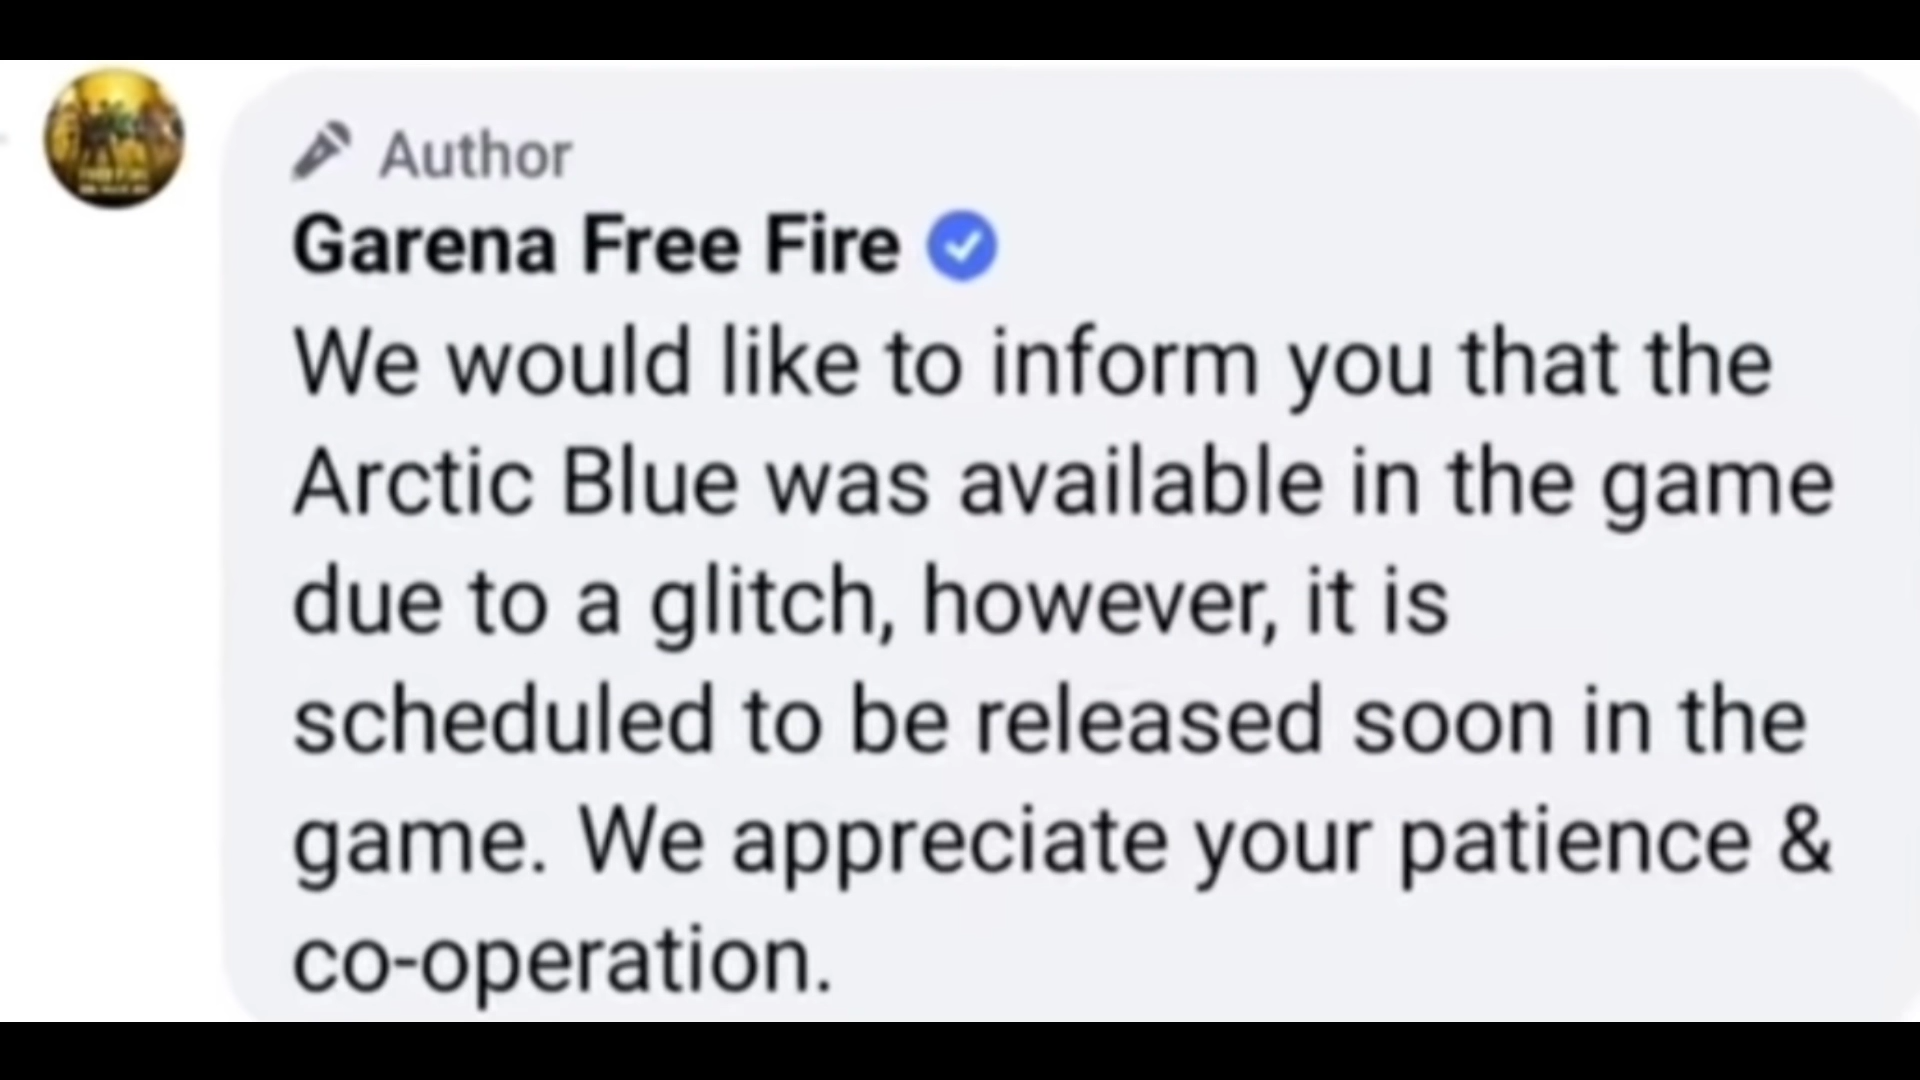 Author
Garena Free Fire
We would like to inform you that the
Arctic Blue was available in the game
due to a glitch, however, it is
scheduled to be released soon in the
game. We appreciate your patience &
co-operation.